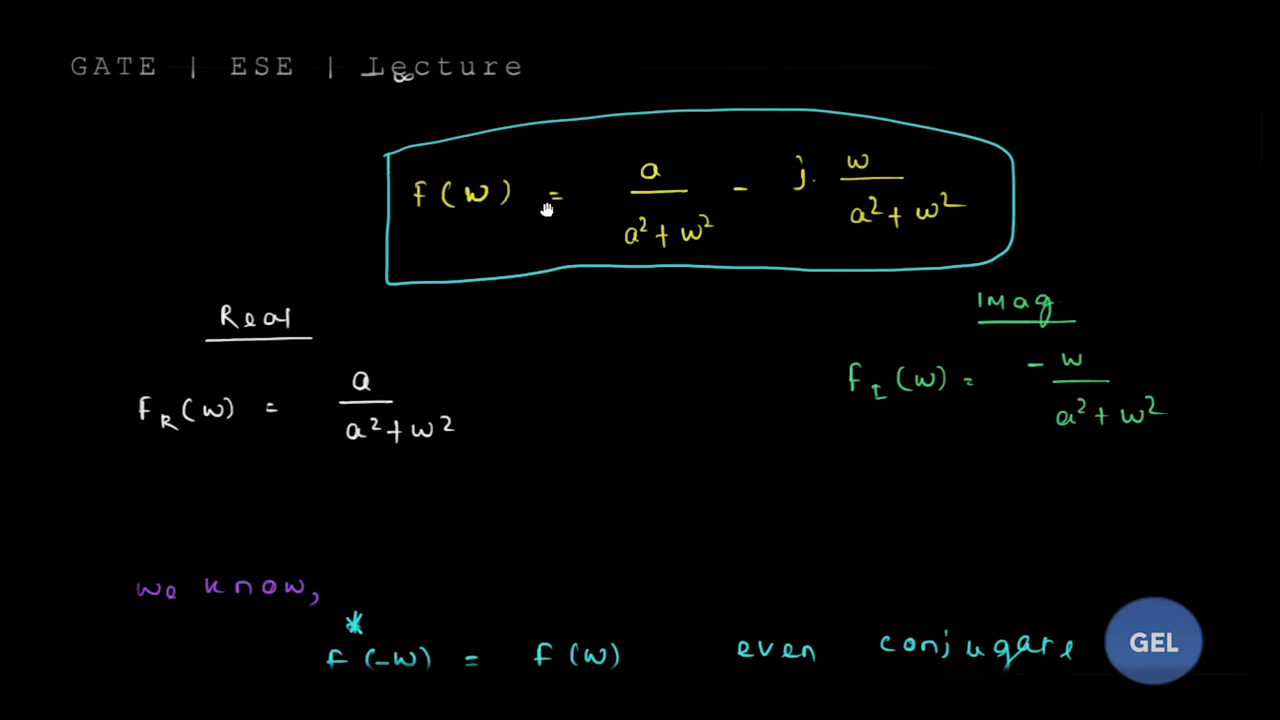 GATE | ESE | Lecture
F(w) = a / (a² + w²) - j. w / (a² + w²)
Real
Imag
F_R(w) = a / (a² + w²)
F_I(w) = -w / (a² + w²)
we know,
F*(-w) = F(w) even conjugate
GEL